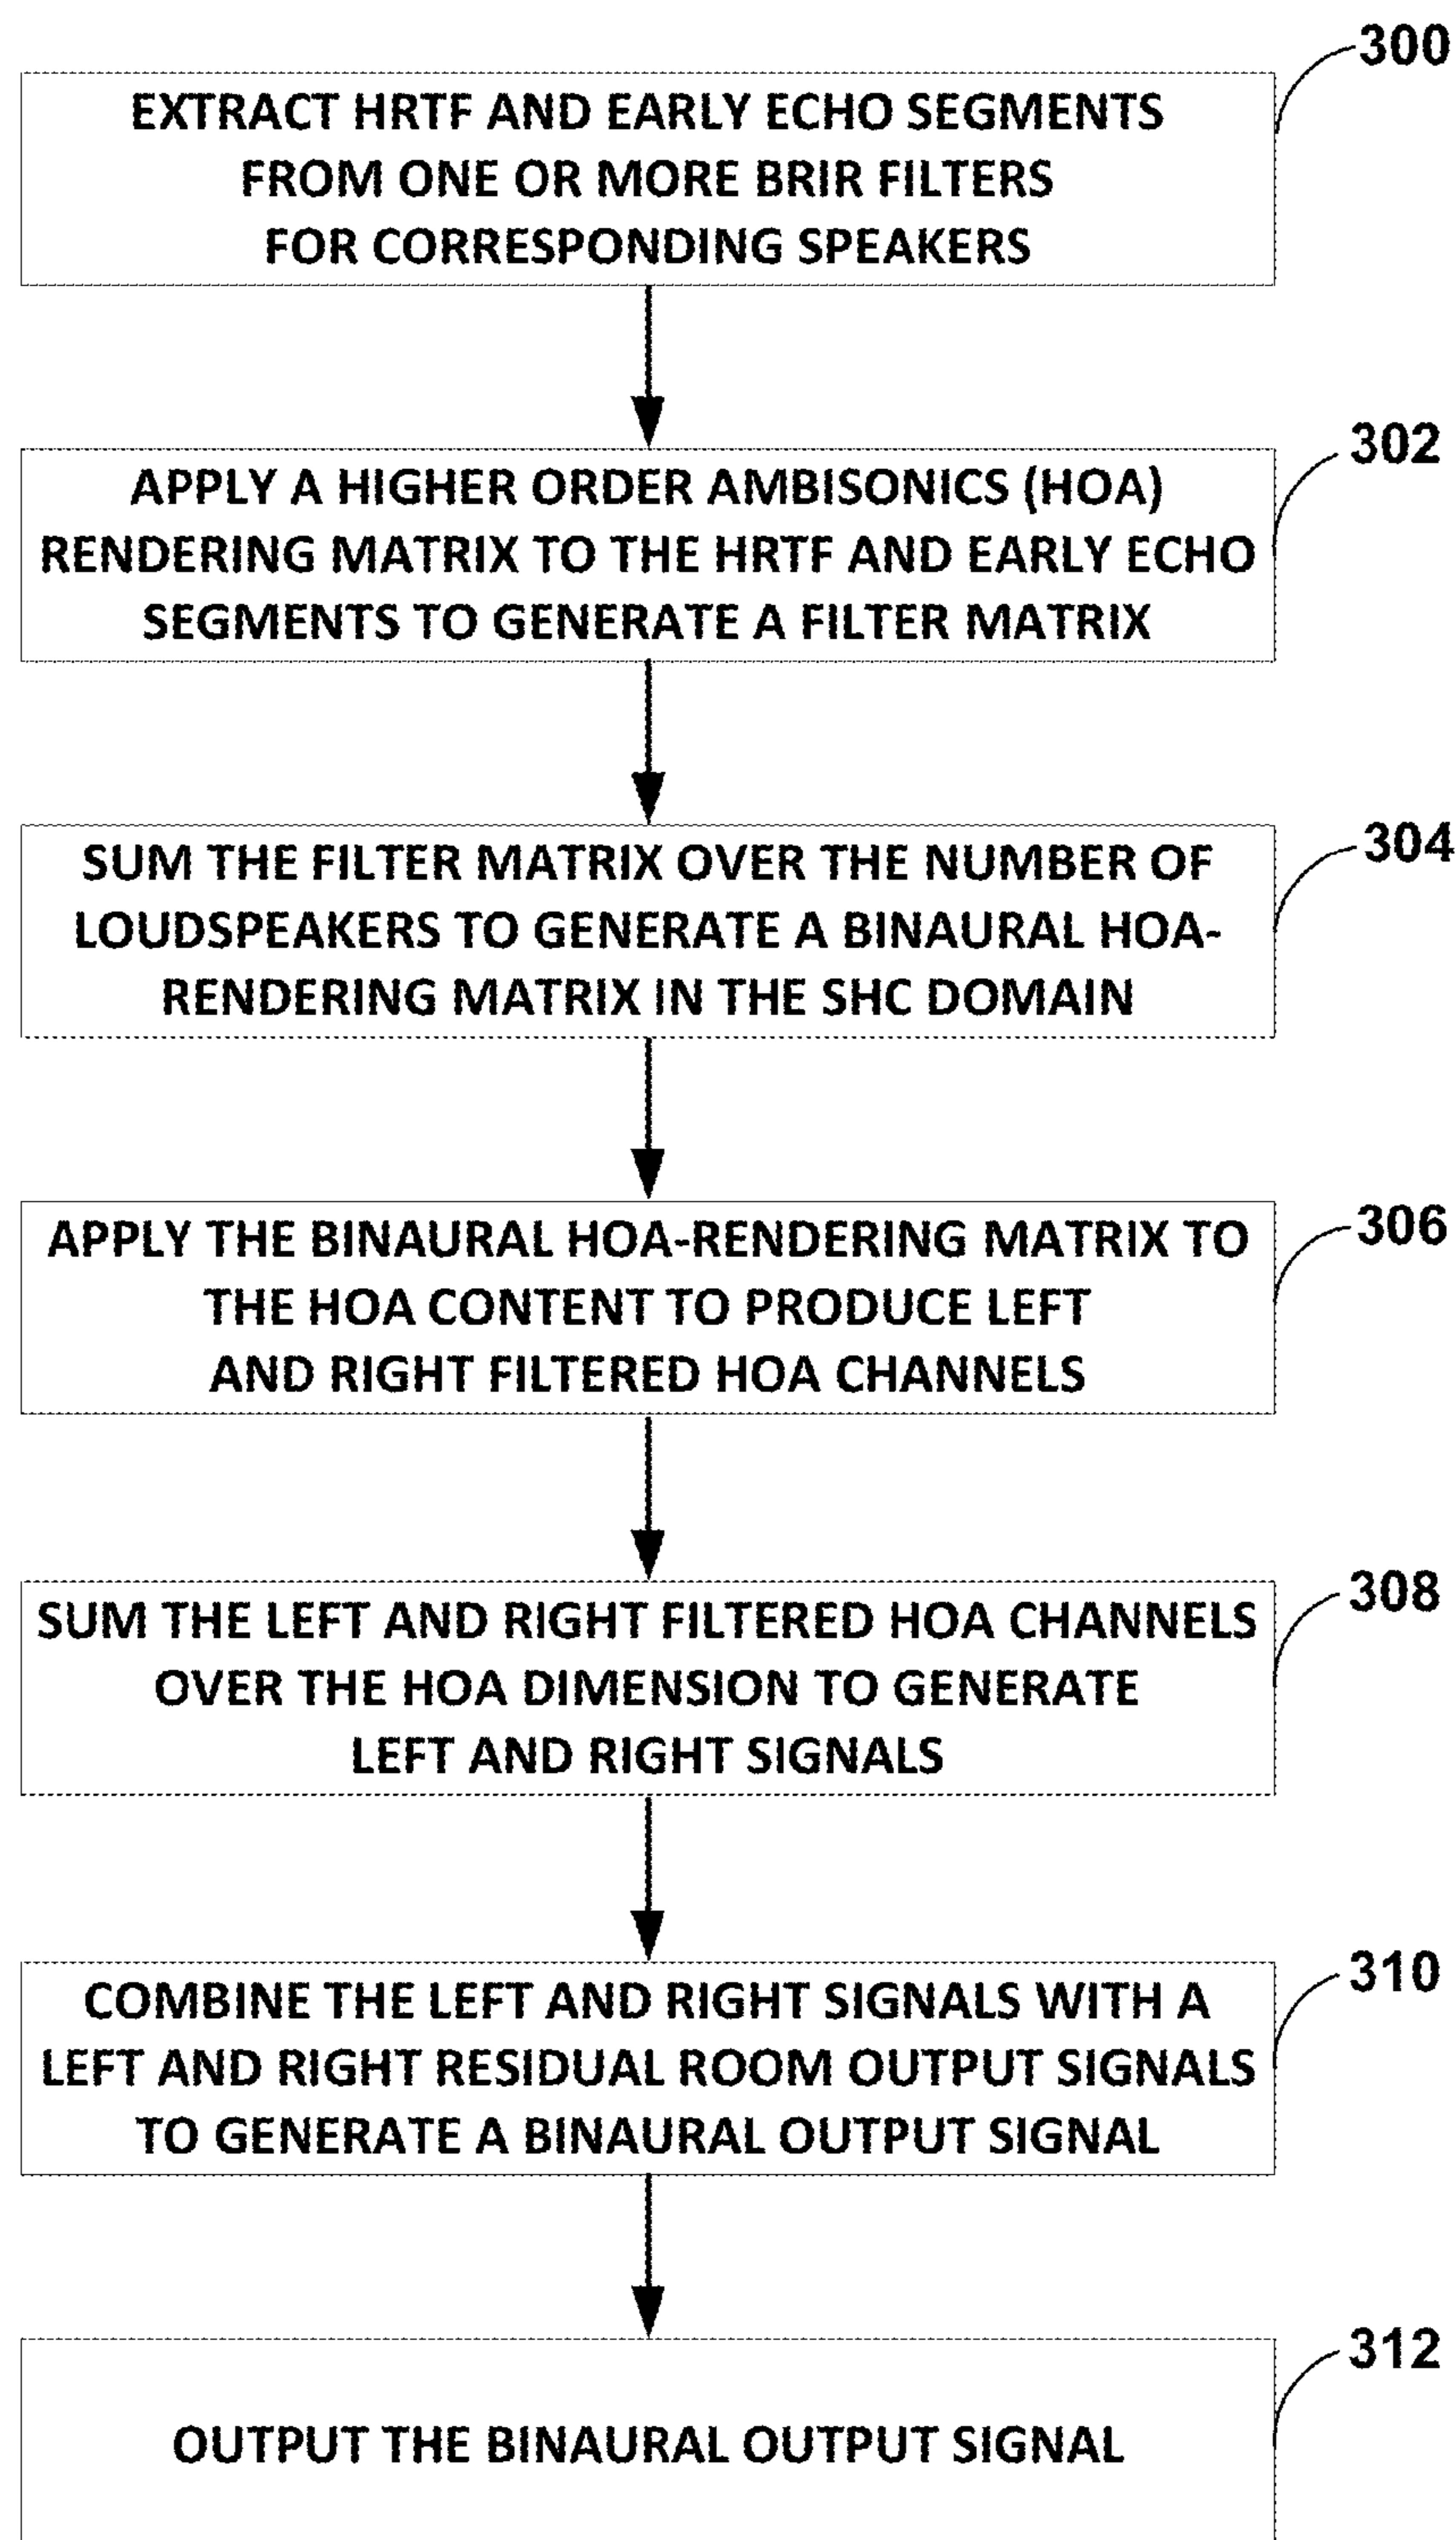 300
EXTRACT HRTF AND EARLY ECHO SEGMENTS
FROM ONE OR MORE BRIR FILTERS
FOR CORRESPONDING SPEAKERS
302
APPLY A HIGHER ORDER AMBISONICS (HOA)
RENDERING MATRIX TO THE HRTF AND EARLY ECHO
SEGMENTS TO GENERATE A FILTER MATRIX
304
SUM THE FILTER MATRIX OVER THE NUMBER OF
LOUDSPEAKERS TO GENERATE A BINAURAL HOA-
RENDERING MATRIX IN THE SHC DOMAIN
306
APPLY THE BINAURAL HOA-RENDERING MATRIX TO
THE HOA CONTENT TO PRODUCE LEFT
AND RIGHT FILTERED HOA CHANNELS
308
SUM THE LEFT AND RIGHT FILTERED HOA CHANNELS
OVER THE HOA DIMENSION TO GENERATE
LEFT AND RIGHT SIGNALS
310
COMBINE THE LEFT AND RIGHT SIGNALS WITH A
LEFT AND RIGHT RESIDUAL ROOM OUTPUT SIGNALS
TO GENERATE A BINAURAL OUTPUT SIGNAL
312
OUTPUT THE BINAURAL OUTPUT SIGNAL